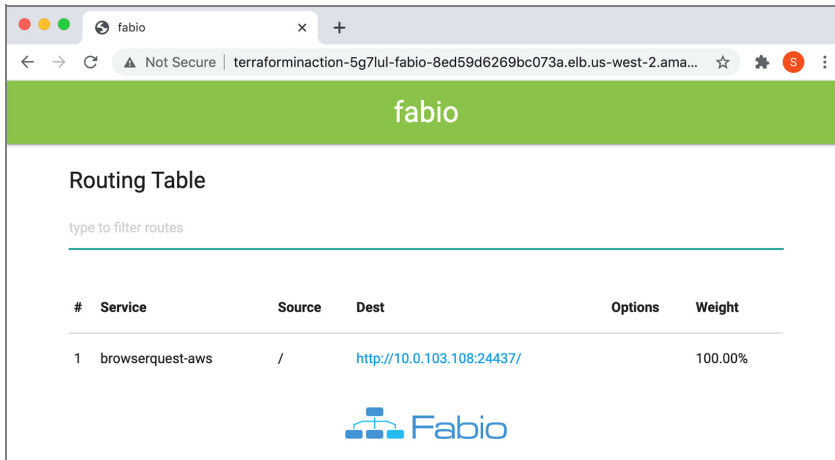 fabio
Not Secure | terraforminaction-5g7lul-fabio-8ed59d6269bc073a.elb.us-west-2.ama...
S
fabio
Routing Table
type to filter routes
# Service Source Dest Options Weight
1 browserquest-aws / http://10.0.103.108:24437/ 100.00%
Fabio